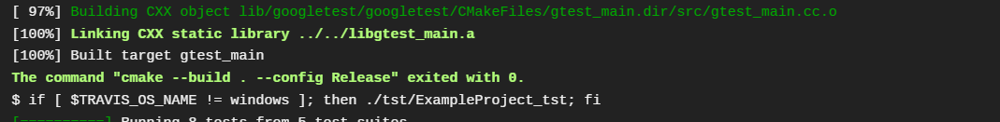 [ 97%] Building CXX object lib/googletest/googletest/CMakeFiles/gtest_main.dir/src/gtest_main.cc.o
[100%] Linking CXX static library ../../libgtest_main.a
[100%] Built target gtest_main
The command "cmake --build . --config Release" exited with 0.
$ if [ $TRAVIS_OS_NAME != windows ]; then ./tst/ExampleProject_tst; fi
[==========] Running 8 tests from 5 test suites.